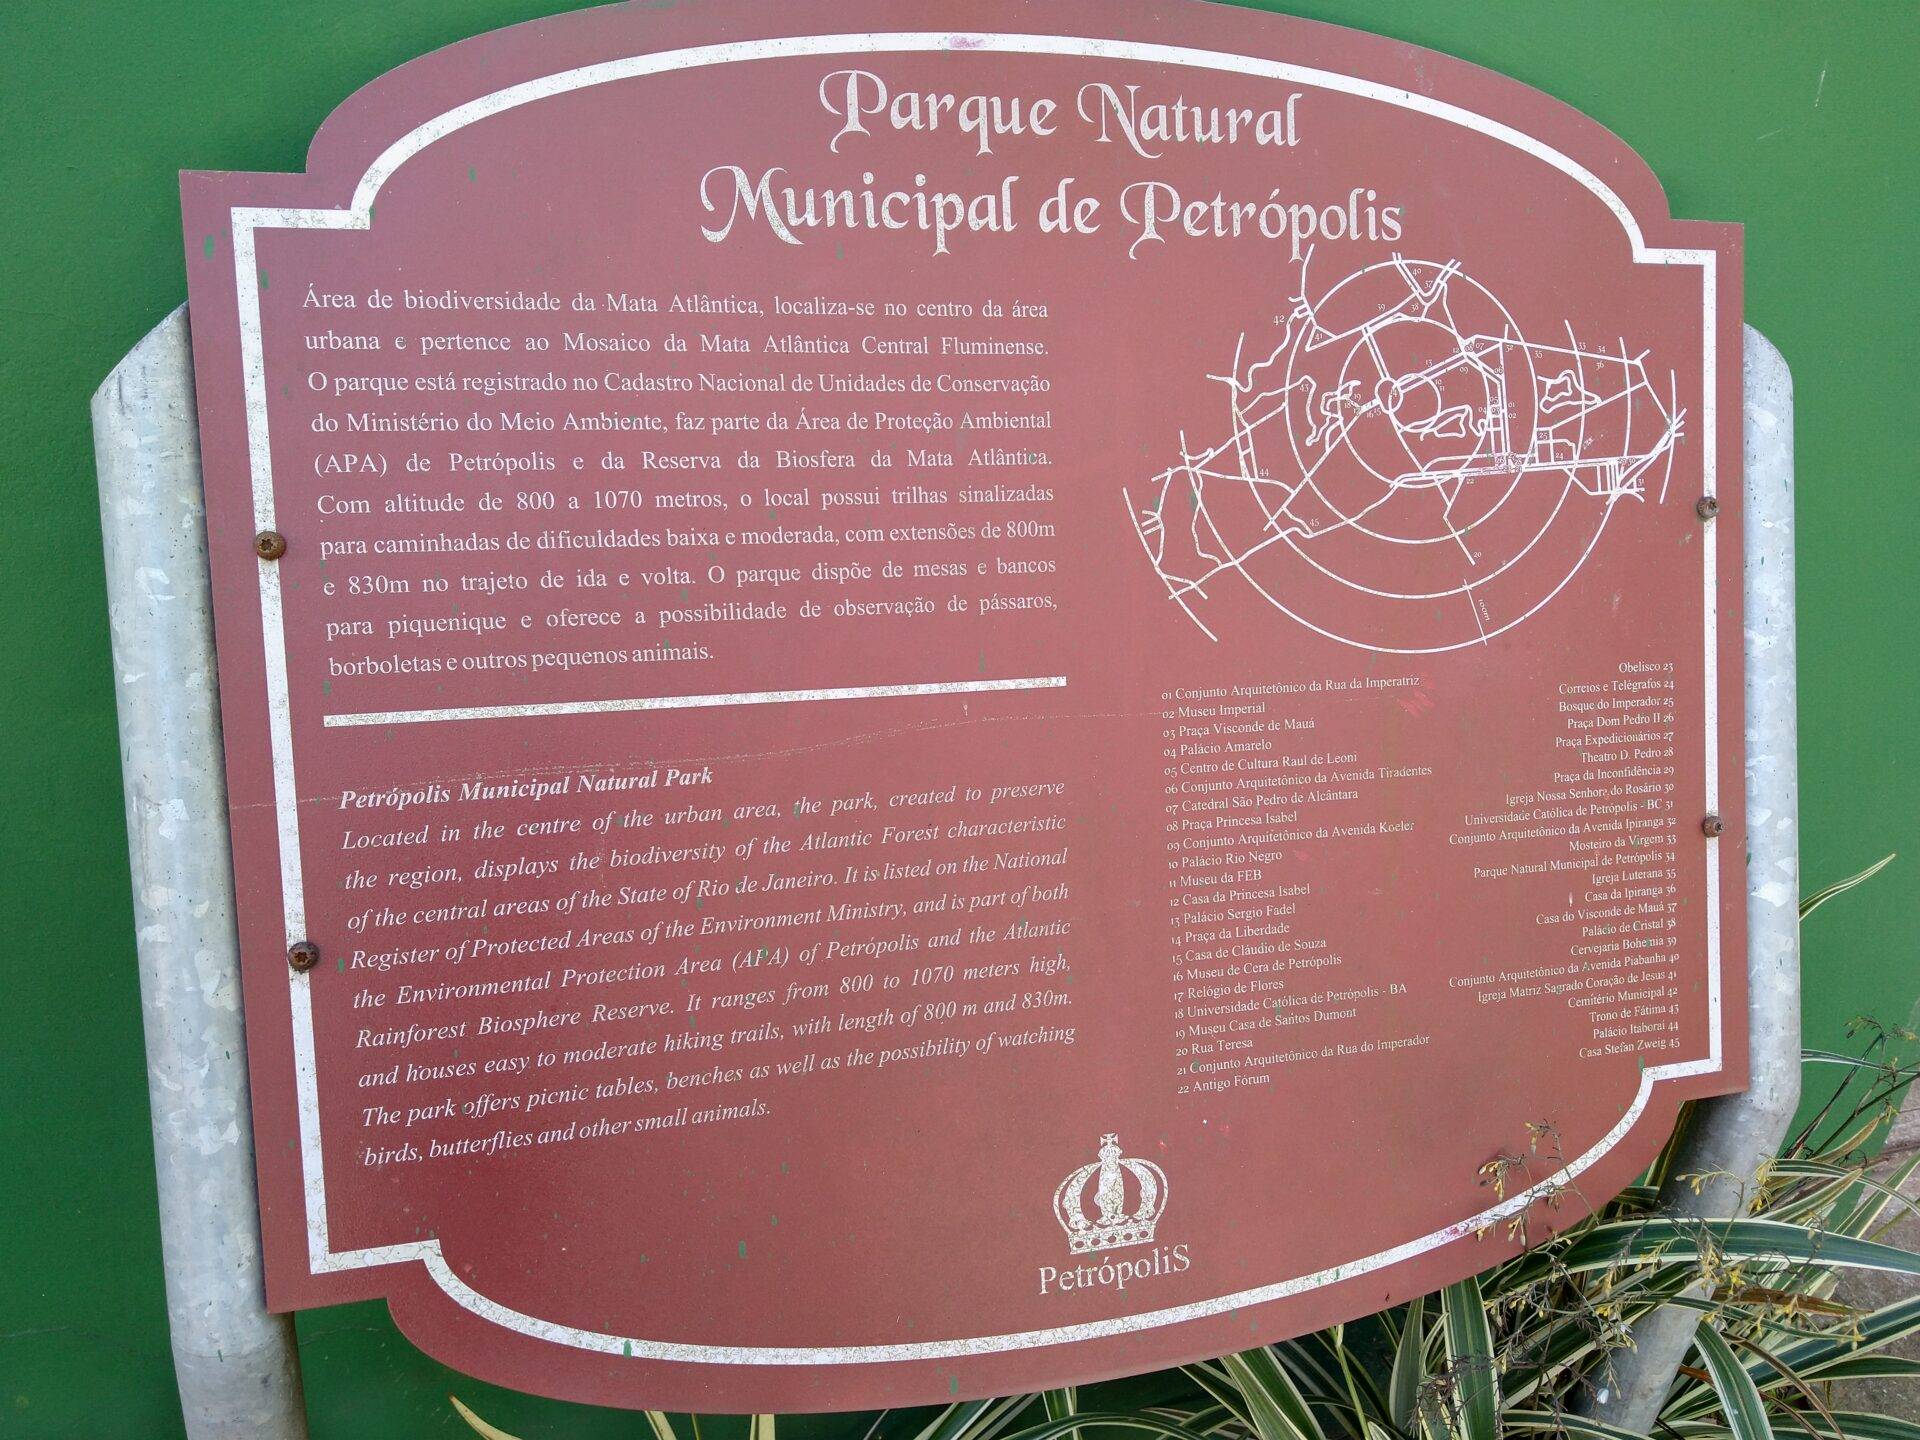 Parque Natural
Municipal de Petrópolis
Área de biodiversidade da Mata Atlântica, localiza-se no centro da área
urbana e pertence ao Mosaico da Mata Atlântica Central Fluminense.
O parque está registrado no Cadastro Nacional de Unidades de Conservação
do Ministério do Meio Ambiente, faz parte da Área de Proteção Ambiental
(APA) de Petrópolis e da Reserva da Biosfera da Mata Atlântica.
Com altitude de 800 a 1070 metros, o local possui trilhas sinalizadas
para caminhadas de dificuldades baixa e moderada, com extensões de 800m
e 830m no trajeto de ida e volta. O parque dispõe de mesas e bancos
para piquenique e oferece a possibilidade de observação de pássaros,
borboletas e outros pequenos animais.
Petrópolis Municipal Natural Park
Located in the centre of the urban area, the park, created to preserve
the region, displays the biodiversity of the Atlantic Forest characteristic
of the central areas of the State of Rio de Janeiro. It is listed on the National
Register of Protected Areas of the Environment Ministry, and is part of both
the Environmental Protection Area (APA) of Petrópolis and the Atlantic
Rainforest Biosphere Reserve. It ranges from 800 to 1070 meters high,
and houses easy to moderate hiking trails, with length of 800 m and 830m.
The park offers picnic tables, benches as well as the possibility of watching
birds, butterflies and other small animals.
01 Conjunto Arquitetônico da Rua da Imperatriz
02 Museu Imperial
03 Praça Visconde de Mauá
04 Palácio Amarelo
05 Centro de Cultura Raul de Leoni
06 Conjunto Arquitetônico da Avenida Tiradentes
07 Catedral São Pedro de Alcântara
08 Praça Princesa Isabel
09 Conjunto Arquitetônico da Avenida Koeler
10 Palácio Rio Negro
11 Museu da FEB
12 Casa da Princesa Isabel
13 Palácio Sergio Fadel
14 Praça da Liberdade
15 Casa de Cláudio de Souza
16 Museu de Cera de Petrópolis
17 Relógio de Flores
18 Universidade Católica de Petrópolis - BA
19 Museu Casa de Santos Dumont
20 Rua Teresa
21 Conjunto Arquitetônico da Rua do Imperador
22 Antigo Fórum
Obelisco 23
Correios e Telégrafos 24
Bosque do Imperador 25
Praça Dom Pedro II 26
Praça Expedicionários 27
Theatro D. Pedro 28
Praça da Inconfidência 29
Igreja Nossa Senhora do Rosário 30
Universidade Católica de Petrópolis - BC 31
Conjunto Arquitetônico da Avenida Ipiranga 32
Mosteiro da Virgem 33
Parque Natural Municipal de Petrópolis 34
Igreja Luterana 35
Casa da Ipiranga 36
Casa do Visconde de Mauá 37
Palácio de Cristal 38
Cervejaria Bohemia 39
Conjunto Arquitetônico da Avenida Piabanha 40
Igreja Matriz Sagrado Coração de Jesus 41
Cemitério Municipal 42
Trono de Fátima 43
Palácio Itaboraí 44
Casa Stefan Zweig 45
PetrópoliS